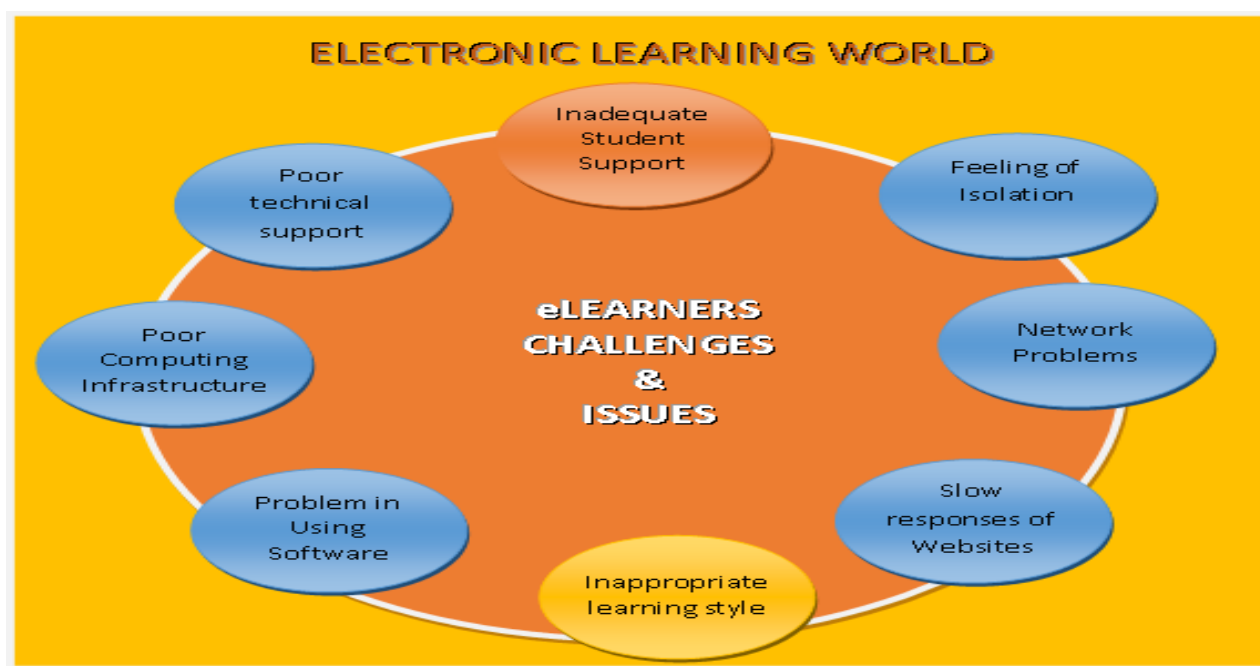 ELECTRONIC LEARNING WORLD
Inadequate
Student
Support
Feeling of
Isolation
Network
Problems
Slow
responses of
Websites
Inappropriate
learning style
Problem in
Using
Software
Poor
Computing
Infrastructure
Poor
technical
support
eLEARNERS
CHALLENGES
&
ISSUES